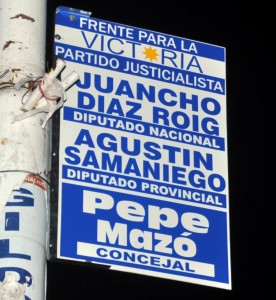 FRENTE PARA LA
VICTORIA
PARTIDO JUSTICIALISTA
JUANCHO
DIAZ ROIG
DIPUTADO NACIONAL
AGUSTIN
SAMANIEGO
DIPUTADO PROVINCIAL
Pepe
Mazó
CONCEJAL